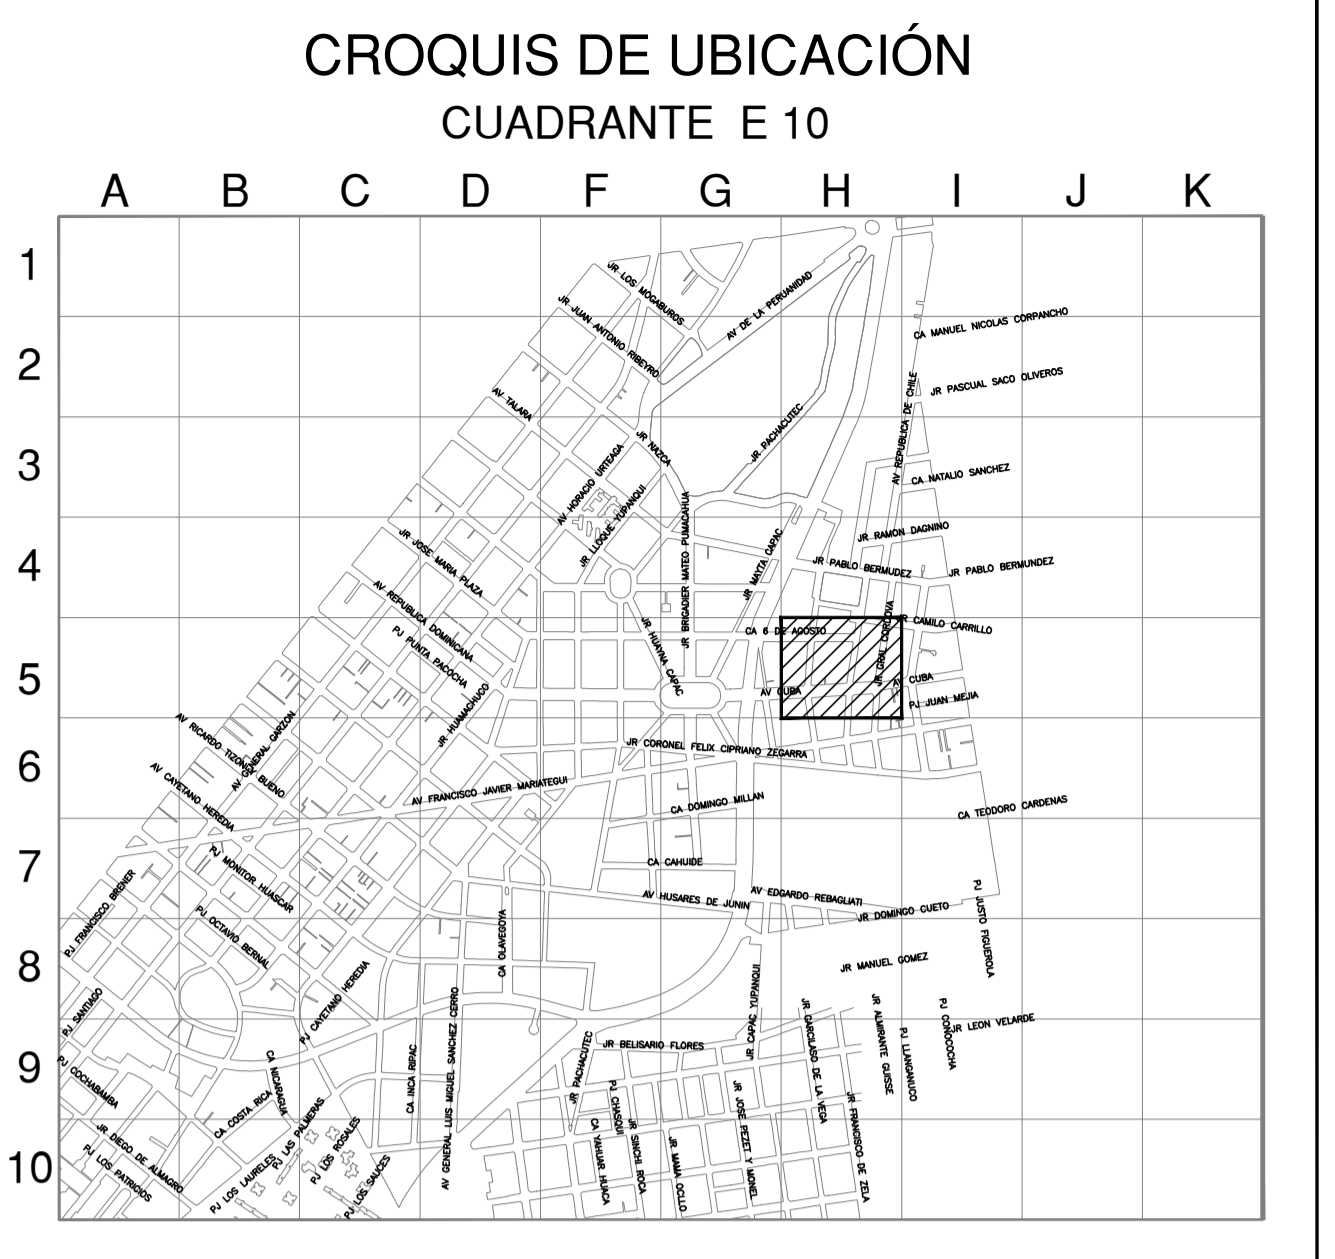 CROQUIS DE UBICACIÓN
CUADRANTE E 10
A B C D F G H I J K
1
JR LOS MOGABUROS
JR JUAN ANTONIO RIBEYRO
AV DE LA PERUANIDAD
CA MANUEL NICOLAS CORPANCHO
2
AV TALARA
AV REPUBLICA DE CHILE
JR PASCUAL SACO OLIVEROS
3
JR NAZCA
JR PACHACUTEC
AV HORACIO URTEAGA
JR LLOQUE YUPANQUI
CA NATALIO SANCHEZ
4
JR JOSE MARIA PLAZA
JR BRIGADIER MATEO PUMACAHUA
JR MAYTA CAPAC
JR RAMON DAGNINO
JR PABLO BERMUDEZ
JR PABLO BERMUNDEZ
AV REPUBLICA DOMINICANA
5
PJ PUNTA PACOCHA
JR HUAYNA CAPAC
CA 6 DE AGOSTO
JR GRAL CORDOVA
JR CAMILO CARRILLO
AV CUBA
AV CUBA
PJ JUAN MEJIA
JR HUAMACHUCO
6
AV RICARDO TIZON Y BUENO
AV GENERAL GARZON
AV CAYETANO HEREDIA
JR CORONEL FELIX CIPRIANO ZEGARRA
AV FRANCISCO JAVIER MARIATEGUI
CA DOMINGO MILLAN
CA TEODORO CARDENAS
7
PJ MONITOR HUASCAR
CA CAHUIDE
AV HUSARES DE JUNIN
AV EDGARDO REBAGLIATI
JR DOMINGO CUETO
PJ JUSTO FIGUEROLA
PJ FRANCISCO BRENER
8
PJ OCTAVIO BERNAL
CA OLAVEGOYA
PJ CAYETANO HEREDIA
JR MANUEL GOMEZ
PJ SANTIAGO
9
PJ COCHABAMBA
CA NICARAGUA
CA INCA RIPAC
AV GENERAL LUIS MIGUEL SANCHEZ CERRO
JR PACHACUTEC
JR BELISARIO FLORES
JR CAPAC YUPANQUI
JR GARCILASO DE LA VEGA
JR ALMIRANTE GUISSE
PJ LLANGANUCO
PJ CONOCOCHA
JR LEON VELARDE
CA COSTA RICA
PJ LAS PALMERAS
PJ CHASQUI
10
JR DIEGO DE ALMAGRO
PJ LOS PATRICIOS
PJ LOS LAURELES
PJ LOS ROSALES
PJ LOS SAUCES
CA YAHUAR HUACA
JR SINCHI ROCA
JR MAMA OCLLO
JR JOSE PEZET Y MONEL
JR FRANCISCO DE ZELA